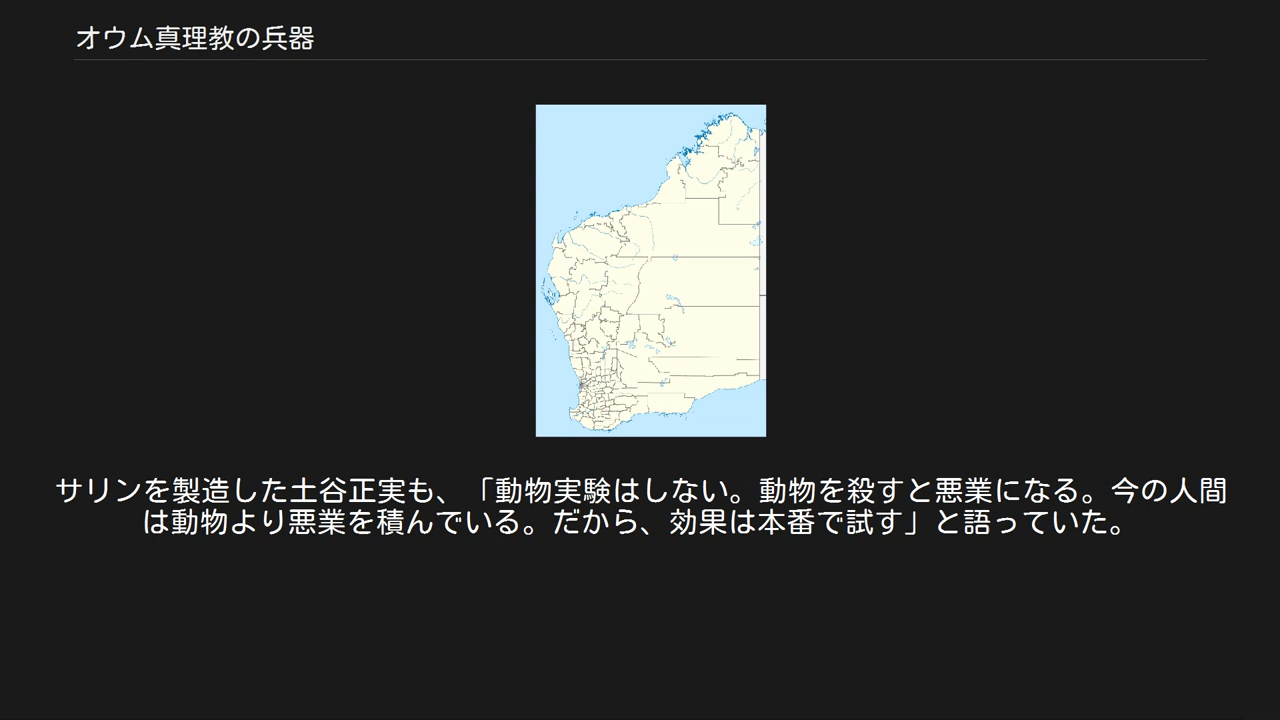 オウム真理教の兵器
サリンを製造した土谷正実も、「動物実験はしない。動物を殺すと悪業になる。今の人間
は動物より悪業を積んでいる。だから、効果は本番で試す」と語っていた。